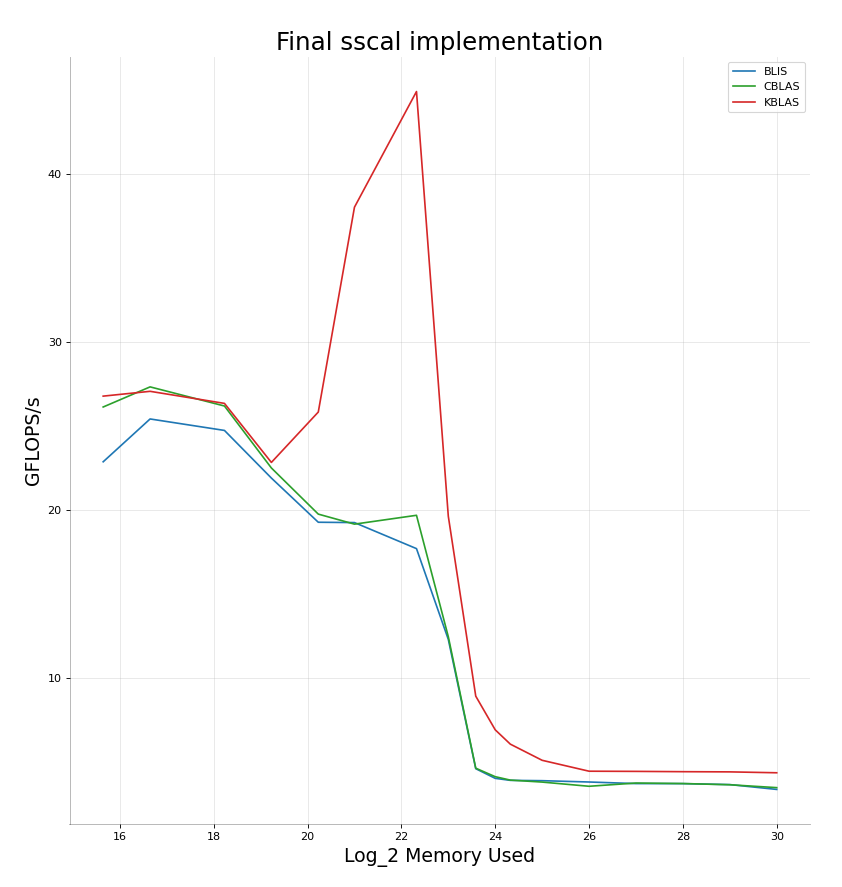 Final sscal implementation
BLIS
CBLAS
KBLAS
40
30
20
10
GFLOPS/s
16 18 20 22 24 26 28 30
Log_2 Memory Used